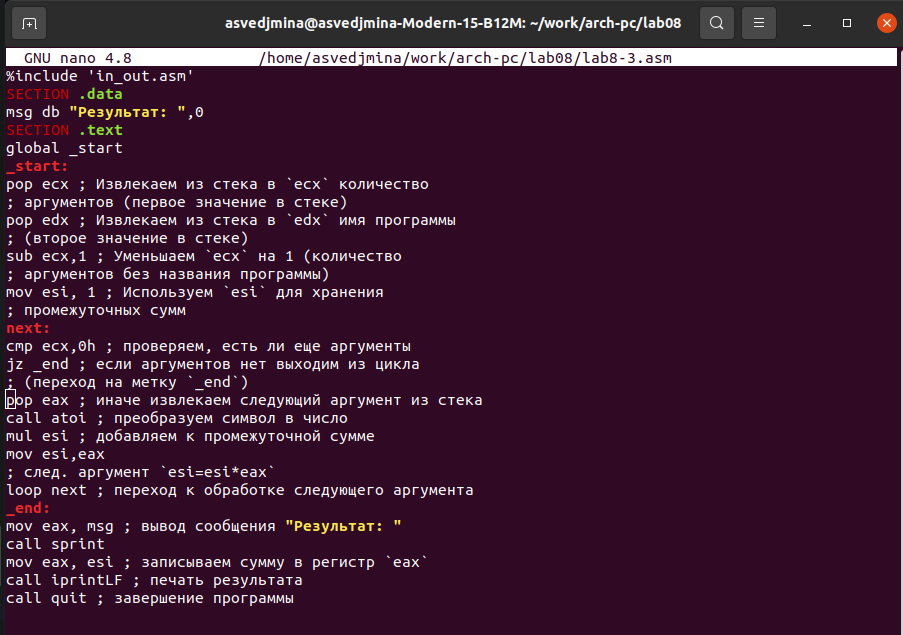 asvedjmina@asvedjmina-Modern-15-B12M: ~/work/arch-pc/lab08
GNU nano 4.8 /home/asvedjmina/work/arch-pc/lab08/lab8-3.asm
%include 'in_out.asm'
SECTION .data
msg db "Результат: ",0
SECTION .text
global _start
_start:
pop ecx ; Извлекаем из стека в `ecx` количество
; аргументов (первое значение в стеке)
pop edx ; Извлекаем из стека в `edx` имя программы
; (второе значение в стеке)
sub ecx,1 ; Уменьшаем `ecx` на 1 (количество
; аргументов без названия программы)
mov esi, 1 ; Используем `esi` для хранения
; промежуточных сумм
next:
cmp ecx,0h ; проверяем, есть ли еще аргументы
jz _end ; если аргументов нет выходим из цикла
; (переход на метку `_end`)
pop eax ; иначе извлекаем следующий аргумент из стека
call atoi ; преобразуем символ в число
mul esi ; добавляем к промежуточной сумме
mov esi,eax
; след. аргумент `esi=esi*eax`
loop next ; переход к обработке следующего аргумента
_end:
mov eax, msg ; вывод сообщения "Результат: "
call sprint
mov eax, esi ; записываем сумму в регистр `eax`
call iprintLF ; печать результата
call quit ; завершение программы